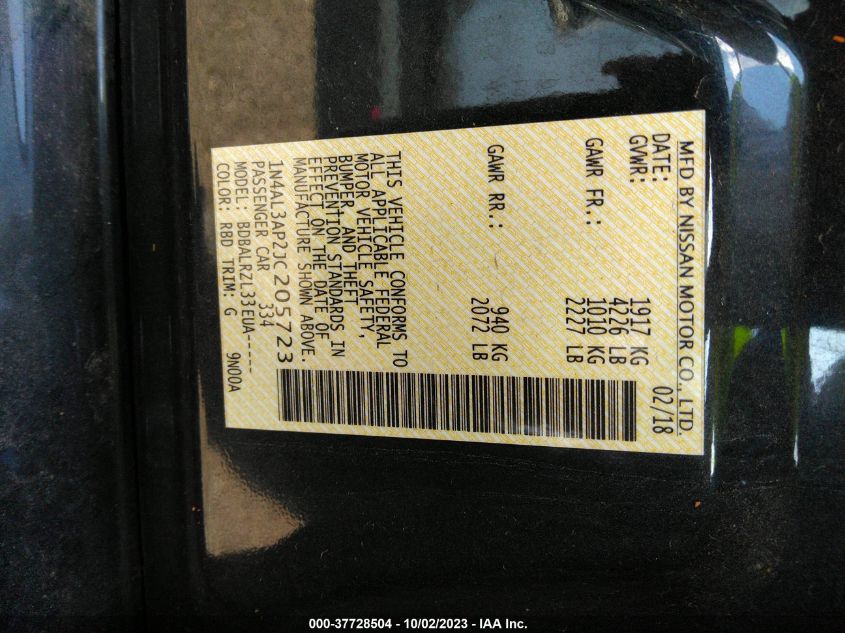 MFD BY NISSAN MOTOR CO., LTD.
DATE: 02/18
GVWR: 1917 KG
4226 LB
GAWR FR.: 1010 KG
2227 LB
GAWR RR.: 940 KG
2072 LB
THIS VEHICLE CONFORMS TO
ALL APPLICABLE FEDERAL
MOTOR VEHICLE SAFETY,
BUMPER, AND THEFT
PREVENTION STANDARDS IN
EFFECT ON THE DATE OF
MANUFACTURE SHOWN ABOVE.
1N4AL3AP2JC205723
PASSENGER CAR 334
MODEL: BDBALRZL33EUA-----
COLOR: RBD TRIM: G 9N00A
000-37728504 - 10/02/2023 - IAA Inc.